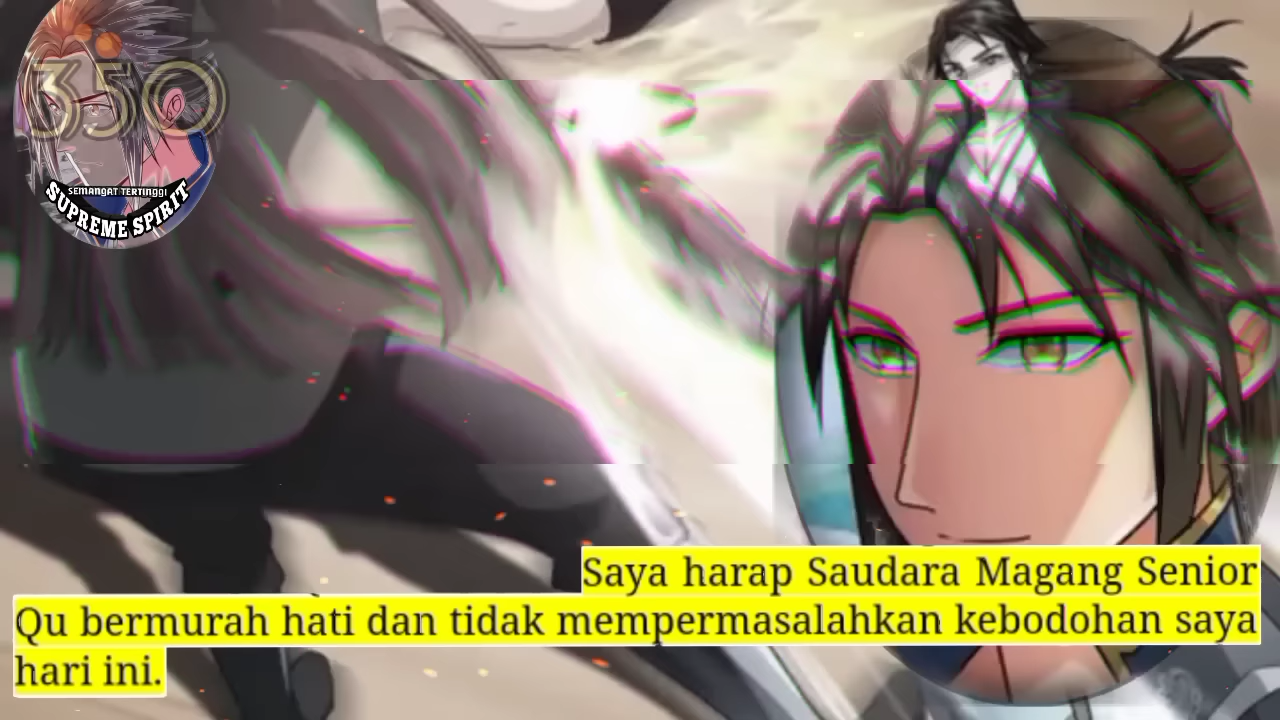 350
SEMANGAT TERTINGGI
SUPREME SPIRIT
Saya harap Saudara Magang Senior
Qu bermurah hati dan tidak mempermasalahkan kebodohan saya
hari ini.